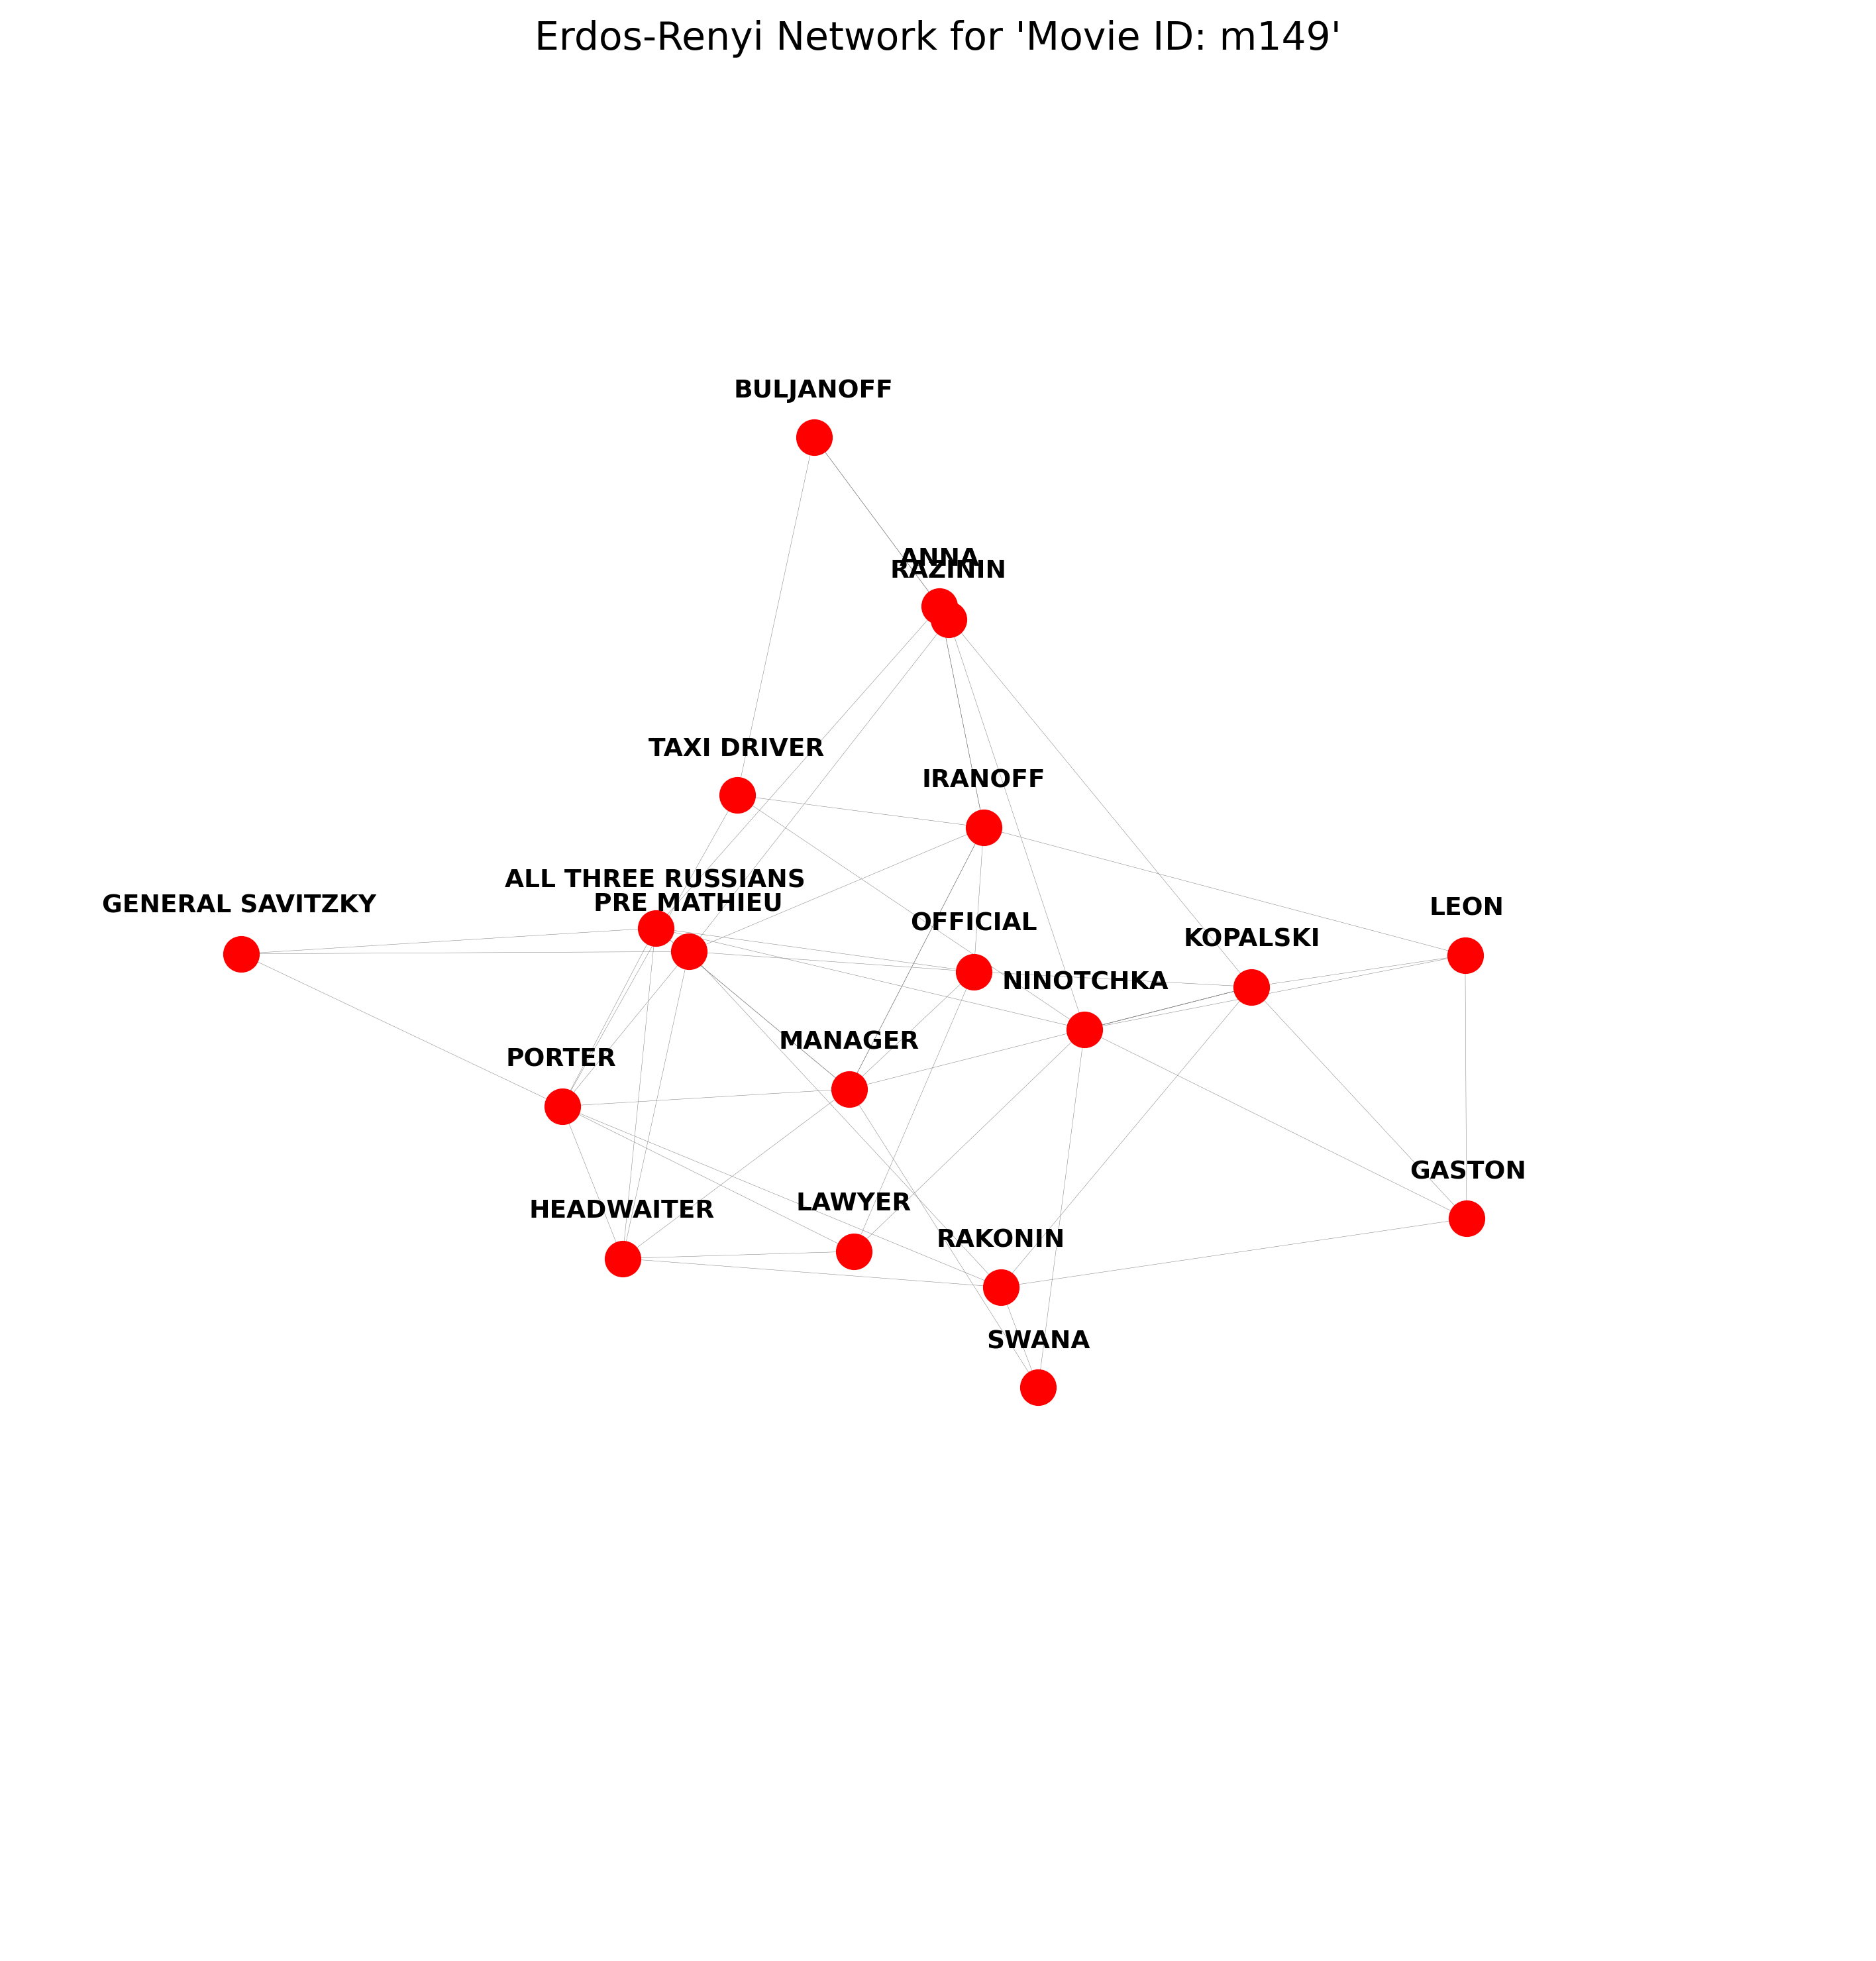 Erdos-Renyi Network for 'Movie ID: m149'
BULJANOFF
ANNA
RAZININ
TAXI DRIVER
IRANOFF
ALL THREE RUSSIANS
PRE MATHIEU
GENERAL SAVITZKY
LEON
OFFICIAL
KOPALSKI
NINOTCHKA
MANAGER
PORTER
GASTON
LAWYER
HEADWAITER
RAKONIN
SWANA